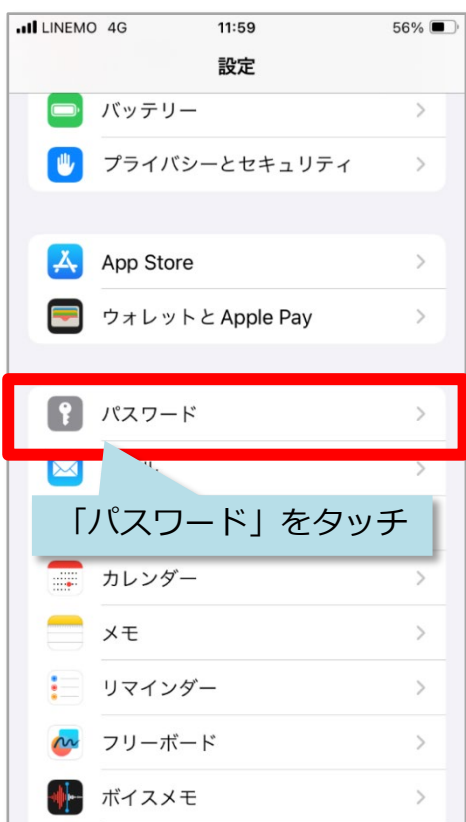 LINEMO 4G 11:59 56%
設定
バッテリー
プライバシーとセキュリティ
App Store
ウォレットと Apple Pay
パスワード
「パスワード」をタッチ
カレンダー
メモ
リマインダー
フリーボード
ボイスメモ